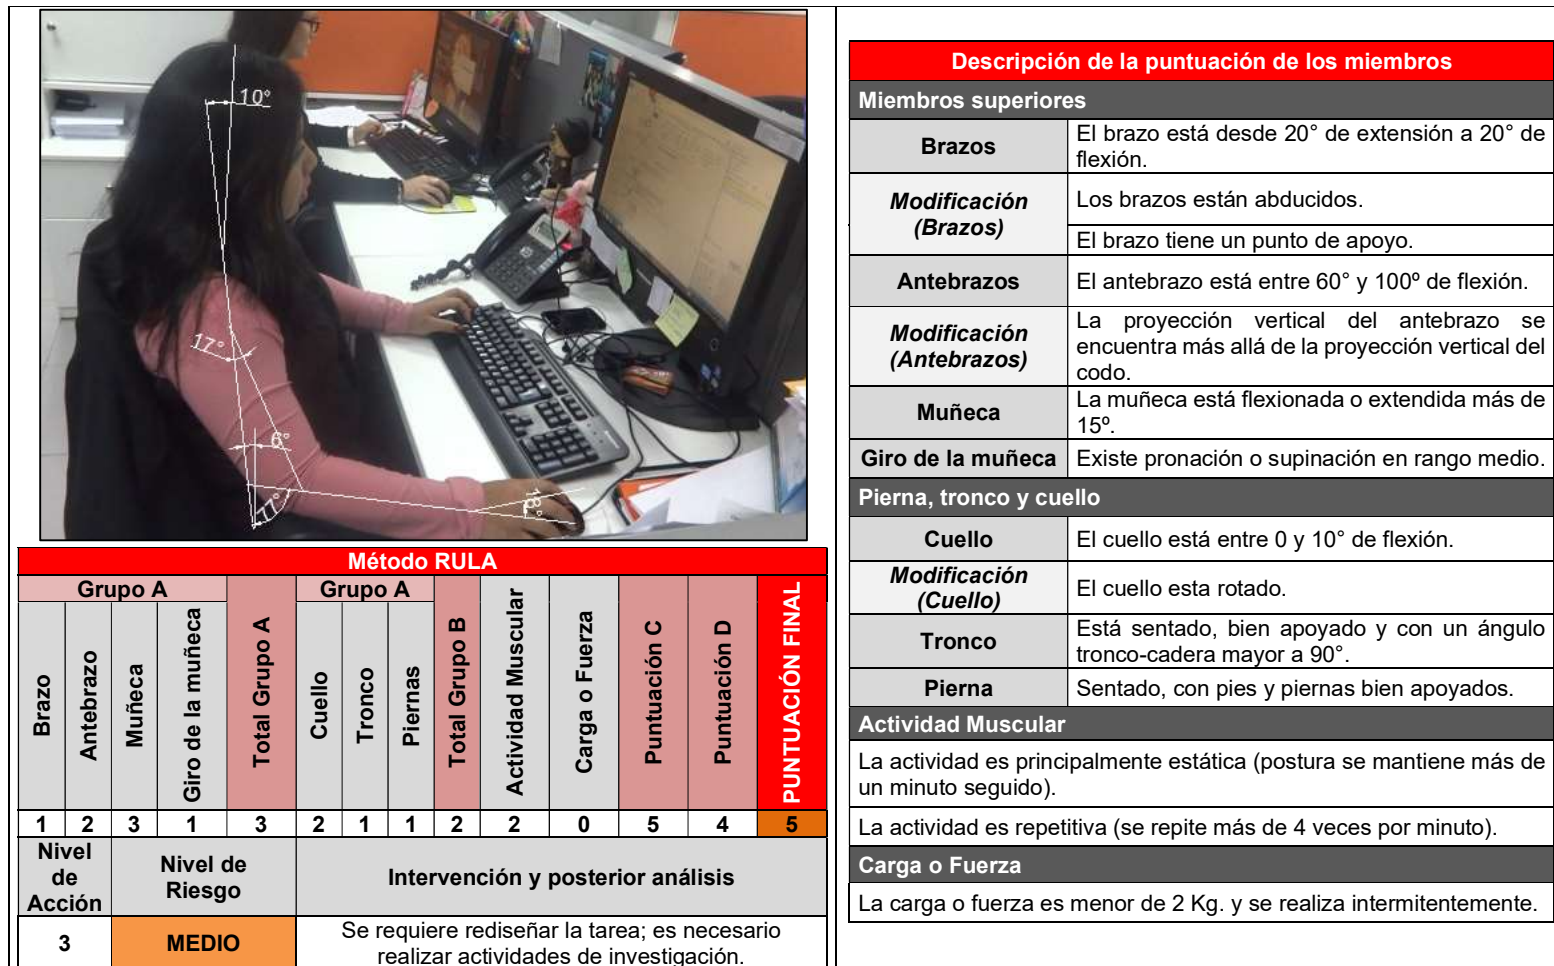 10°
17°
6°
77°
18°
Método RULA
Grupo A
Grupo A
Brazo
Antebrazo
Muñeca
Giro de la muñeca
Total Grupo A
Cuello
Tronco
Piernas
Total Grupo B
Actividad Muscular
Carga o Fuerza
Puntuación C
Puntuación D
PUNTUACIÓN FINAL
1 2 3 1 3 2 1 1 2 2 0 5 4 5
Nivel
de
Acción
Nivel de
Riesgo
Intervención y posterior análisis
3
MEDIO
Se requiere rediseñar la tarea; es necesario
realizar actividades de investigación.
Descripción de la puntuación de los miembros
Miembros superiores
Brazos
El brazo está desde 20° de extensión a 20° de
flexión.
Modificación
(Brazos)
Los brazos están abducidos.
El brazo tiene un punto de apoyo.
Antebrazos
El antebrazo está entre 60° y 100º de flexión.
Modificación
(Antebrazos)
La proyección vertical del antebrazo se
encuentra más allá de la proyección vertical del
codo.
Muñeca
La muñeca está flexionada o extendida más de
15º.
Giro de la muñeca
Existe pronación o supinación en rango medio.
Pierna, tronco y cuello
Cuello
El cuello está entre 0 y 10° de flexión.
Modificación
(Cuello)
El cuello esta rotado.
Tronco
Está sentado, bien apoyado y con un ángulo
tronco-cadera mayor a 90°.
Pierna
Sentado, con pies y piernas bien apoyados.
Actividad Muscular
La actividad es principalmente estática (postura se mantiene más de
un minuto seguido).
La actividad es repetitiva (se repite más de 4 veces por minuto).
Carga o Fuerza
La carga o fuerza es menor de 2 Kg. y se realiza intermitentemente.